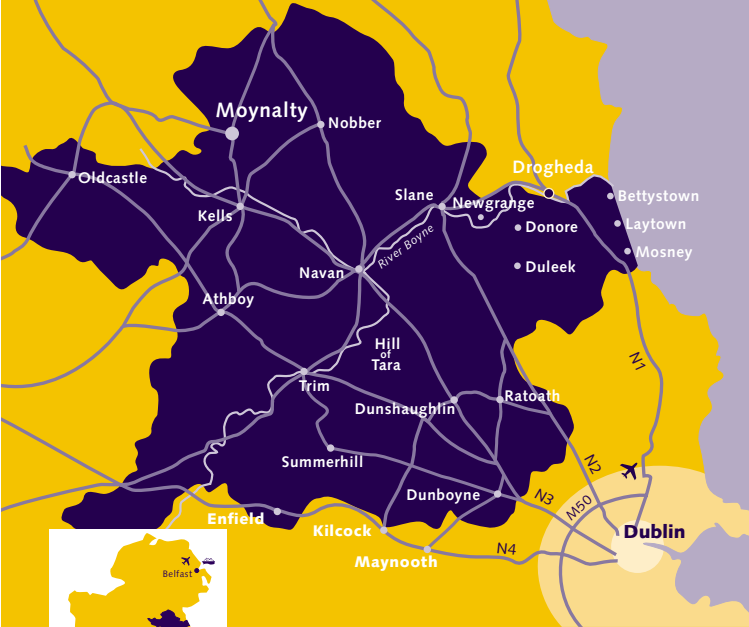 Moynalty
Nobber
Drogheda
Oldcastle
Slane
Newgrange
Bettystown
Kells
Donore
Laytown
River Boyne
Mosney
Navan
Duleek
Athboy
Hill
of
Tara
N1
Trim
Dunshaughlin
Ratoath
Summerhill
N2
Dunboyne
N3
M50
Enfield
Kilcock
Dublin
Maynooth
N4
Belfast